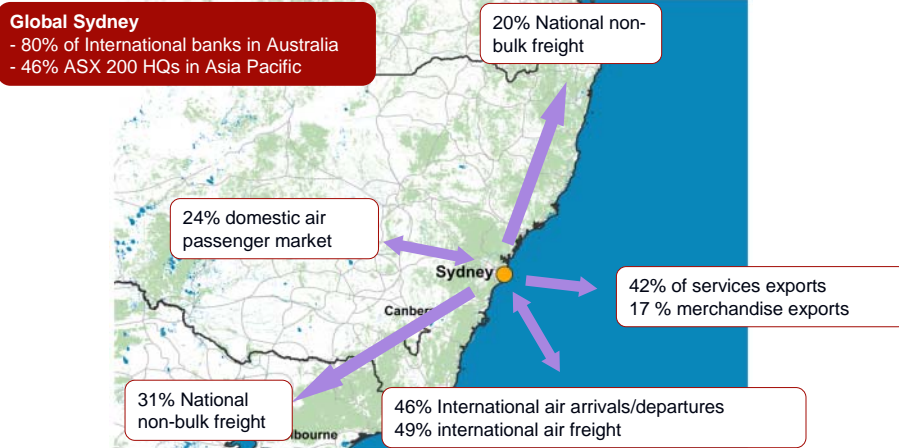 Global Sydney
- 80% of International banks in Australia
- 46% ASX 200 HQs in Asia Pacific
20% National non-
bulk freight
24% domestic air
passenger market
Sydney
42% of services exports
17 % merchandise exports
Canber
31% National
non-bulk freight
lbourne
46% International air arrivals/departures
49% international air freight